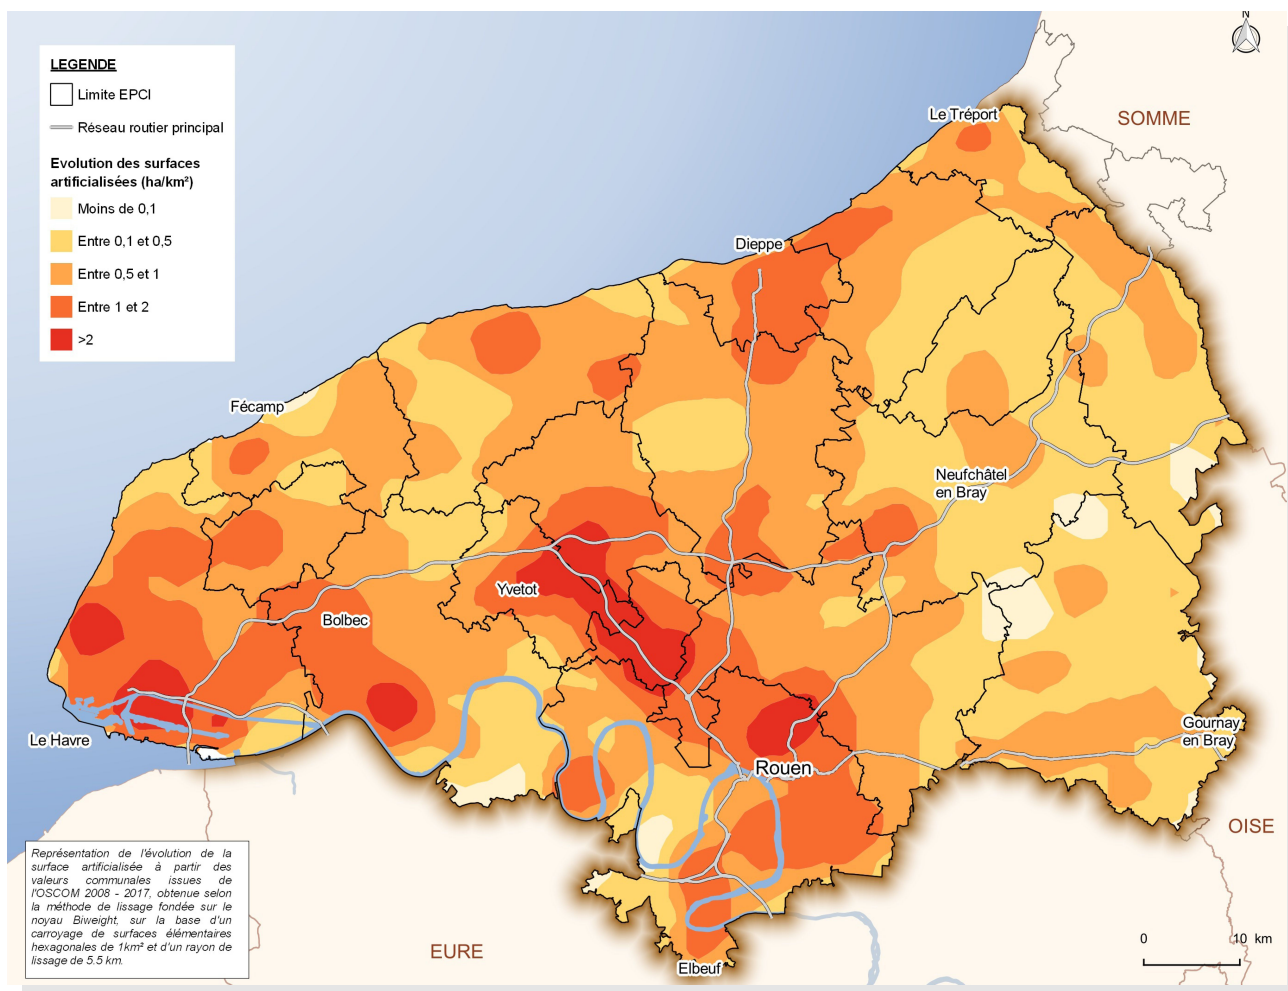 LEGENDE
Limite EPCI
Réseau routier principal
Evolution des surfaces
artificialisées (ha/km²)
Moins de 0,1
Entre 0,1 et 0,5
Entre 0,5 et 1
Entre 1 et 2
>2
N
SOMME
Le Tréport
Dieppe
Fécamp
Neufchâtel
en Bray
Yvetot
Bolbec
Le Havre
Gournay
en Bray
Rouen
OISE
Représentation de l'évolution de la
surface artificialisée à partir des
valeurs communales issues de
l'OSCOM 2008 - 2017, obtenue selon
la méthode de lissage fondée sur le
noyau Biweight, sur la base d'un
carroyage de surfaces élémentaires
hexagonales de 1km² et d'un rayon de
lissage de 5.5 km.
EURE
Elbeuf
0 10 km